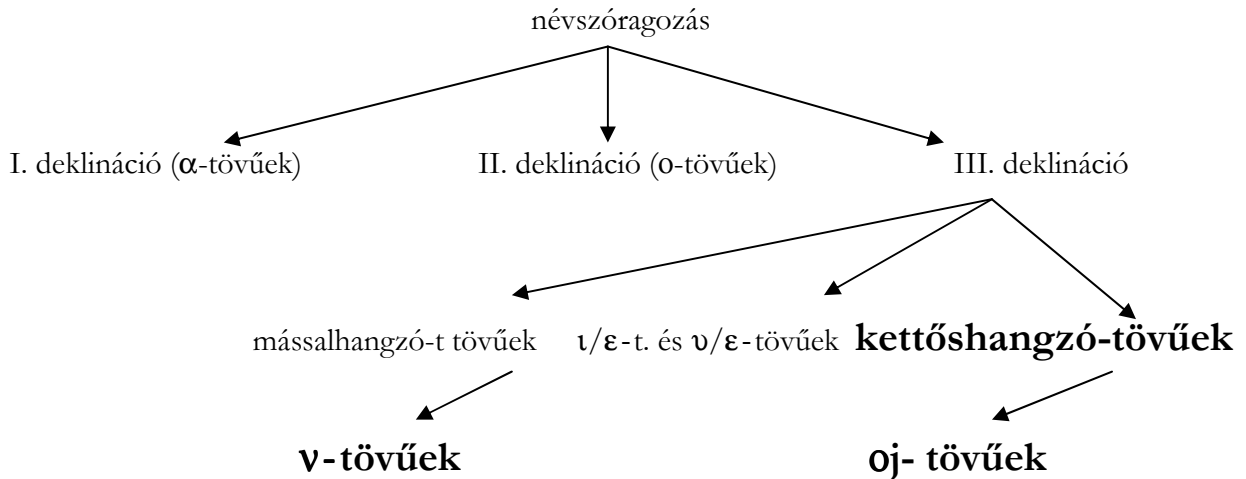 névszóragozás
I. deklináció (α-tövűek) II. deklináció (ο-tövűek) III. deklináció
mássalhangzó-t tövűek ι/ε-t. és υ/ε-tövűek kettőshangzó-tövűek
ν-tövűek οj- tövűek